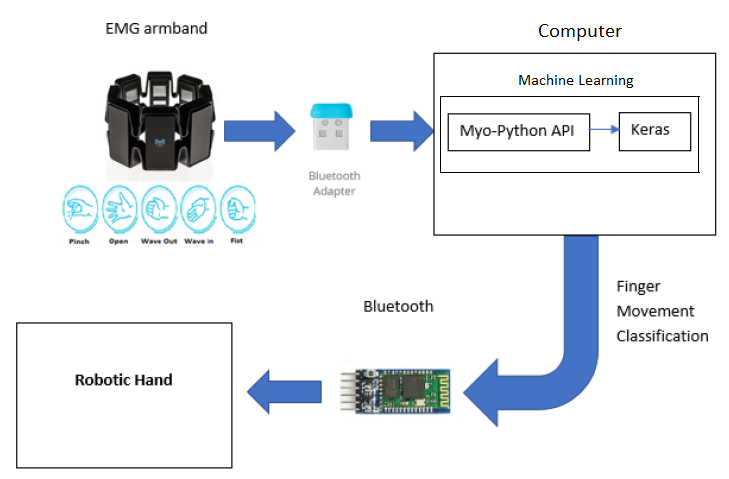 EMG armband
Computer
Machine Learning
Myo-Python API
Keras
Bluetooth
Adapter
Pinch
Open
Wave Out
Wave in
Fist
Finger
Movement
Classification
Bluetooth
Robotic Hand